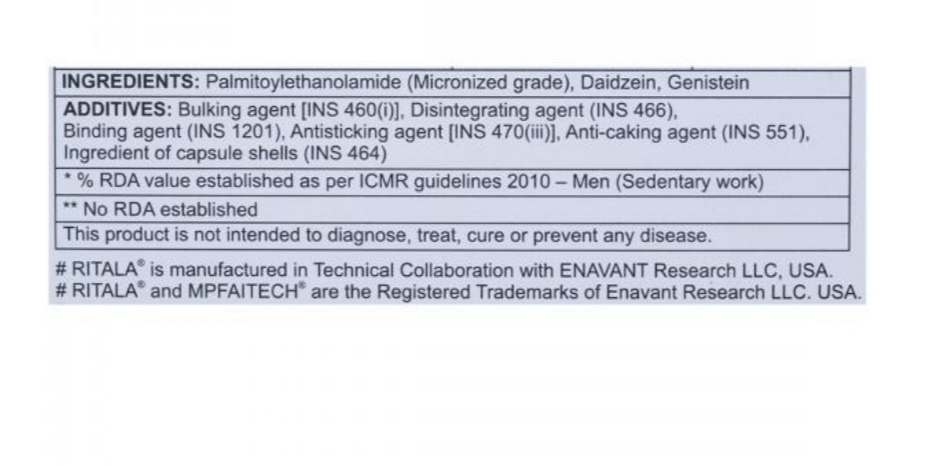 INGREDIENTS: Palmitoylethanolamide (Micronized grade), Daidzein, Genistein
ADDITIVES: Bulking agent [INS 460(i)], Disintegrating agent (INS 466),
Binding agent (INS 1201), Antisticking agent [INS 470(iii)], Anti-caking agent (INS 551),
Ingredient of capsule shells (INS 464)
* % RDA value established as per ICMR guidelines 2010 – Men (Sedentary work)
** No RDA established
This product is not intended to diagnose, treat, cure or prevent any disease.
# RITALA® is manufactured in Technical Collaboration with ENAVANT Research LLC, USA.
# RITALA® and MPFAITECH® are the Registered Trademarks of Enavant Research LLC. USA.